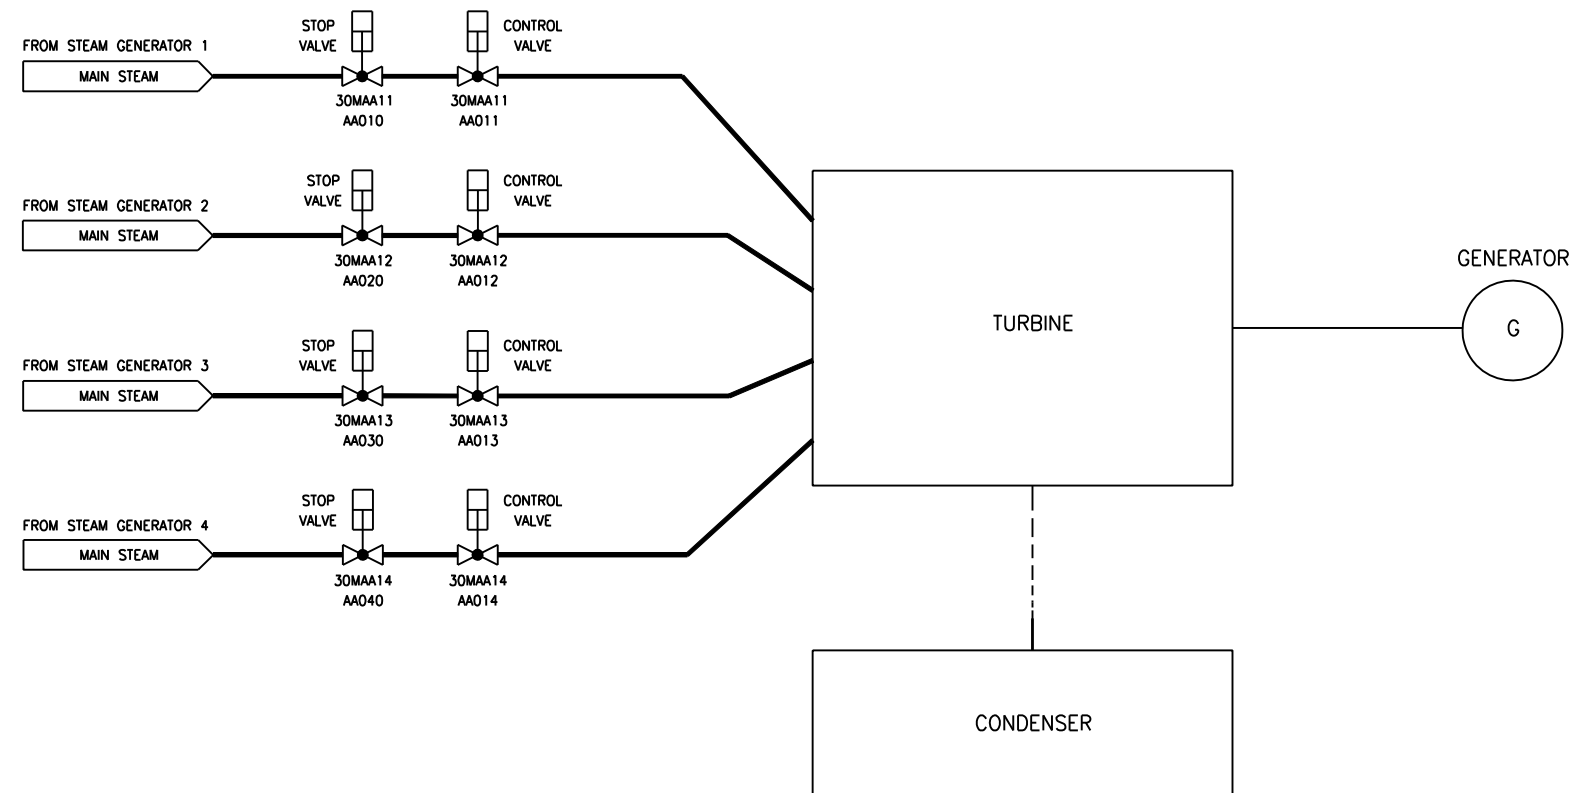 STOP
VALVE
CONTROL
VALVE
FROM STEAM GENERATOR 1
MAIN STEAM
30MAA11
AA010
30MAA11
AA011
STOP
VALVE
CONTROL
VALVE
FROM STEAM GENERATOR 2
MAIN STEAM
30MAA12
AA020
30MAA12
AA012
GENERATOR
G
TURBINE
STOP
VALVE
CONTROL
VALVE
FROM STEAM GENERATOR 3
MAIN STEAM
30MAA13
AA030
30MAA13
AA013
STOP
VALVE
CONTROL
VALVE
FROM STEAM GENERATOR 4
MAIN STEAM
30MAA14
AA040
30MAA14
AA014
CONDENSER